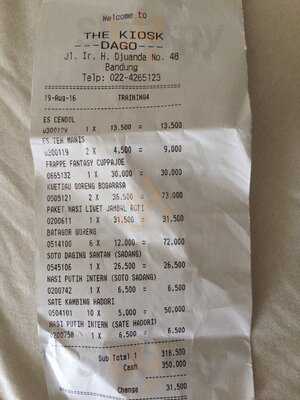 Welcome to
THE KIOSK
---DAGO---
Jl. Ir. H. Djuanda No. 48
Bandung
Telp: 022-4265123
19-Aug-16 TRAINING4
ES CENDOL
1 X 13.500 = 13.500
ES TEH MANIS
W300119 2 X 4.500 = 9,000
FRAPPE FANTASY CUPPAJOE
0665132 1 X 30.000 = 30.000
KUETIAU GORENG BOGARASA
0505121 2 X 36.500 = 73,000
PAKET NASI LIWET JAMBAL ROTI
0200611 1 X 31,500 = 31,500
BATAGOR GORENG
0514100 6 X 12.000 = 72,000
SOTO DAGING SANTAN (SADANG)
0545106 1 X 26.500 = 26.500
NASI PUTIH INTERN (SOTO SADANG)
0200742 1 X 6,500 = 6,500
SATE KAMBING HADORI
0504101 10 X 5,000 = 50,000
NASI PUTIH INTERN (SATE HADORI)
0200750 1 X 6,500 = 6,500
Sub Total 1 318,500
Cash 350,000
Change 31,500